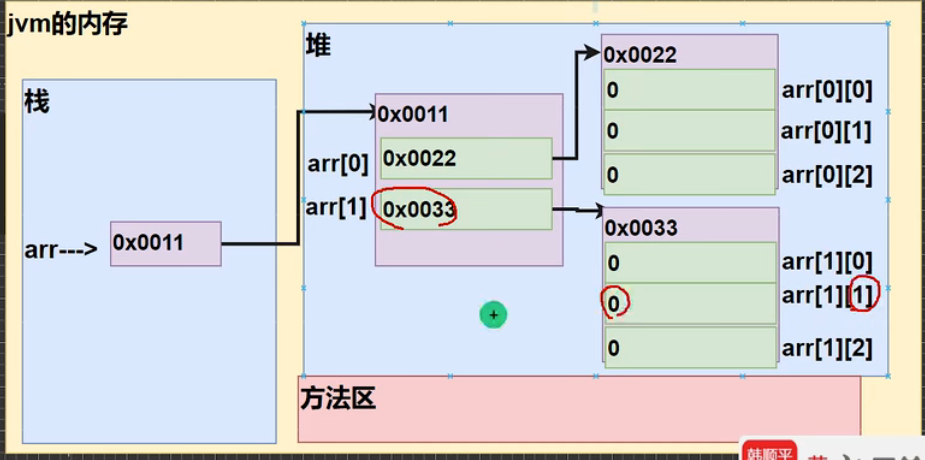 jvm的内存
栈
arr---> 0x0011
堆
0x0011
arr[0] 0x0022
arr[1] 0x0033
0x0022
0 arr[0][0]
0 arr[0][1]
0 arr[0][2]
0x0033
0 arr[1][0]
0 arr[1][1]
0 arr[1][2]
方法区
韩顺平